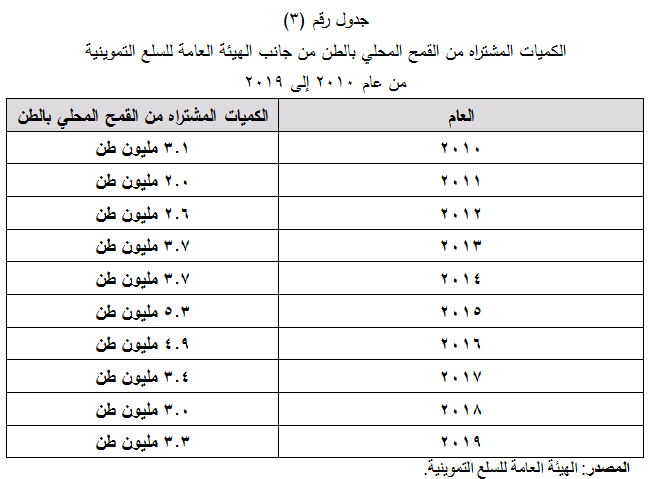 جدول رقم (٣)
الكميات المشتراه من القمح المحلي بالطن من جانب الهيئة العامة للسلع التموينية
من عام ٢٠١٠ إلى ٢٠١٩
العام الكميات المشتراه من القمح المحلي بالطن
٢٠١٠ ٣.١ مليون طن
٢٠١١ ٢.٠ مليون طن
٢٠١٢ ٢.٦ مليون طن
٢٠١٣ ٣.٧ مليون طن
٢٠١٤ ٣.٧ مليون طن
٢٠١٥ ٥.٣ مليون طن
٢٠١٦ ٤.٩ مليون طن
٢٠١٧ ٣.٤ مليون طن
٢٠١٨ ٣.٠ مليون طن
٢٠١٩ ٣.٣ مليون طن
المصدر: الهيئة العامة للسلع التموينية.